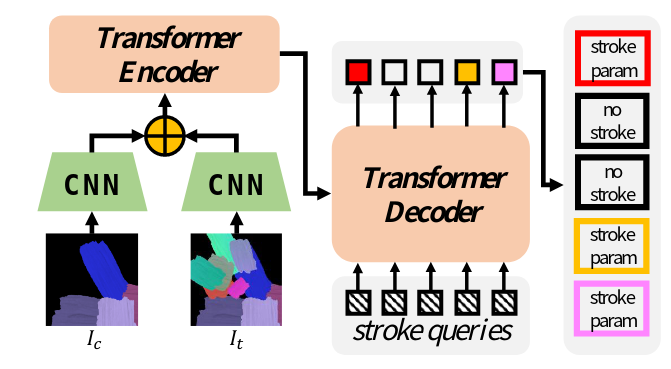 Transformer
Encoder
CNN
CNN
I_c
I_t
Transformer
Decoder
stroke queries
stroke
param
no
stroke
no
stroke
stroke
param
stroke
param